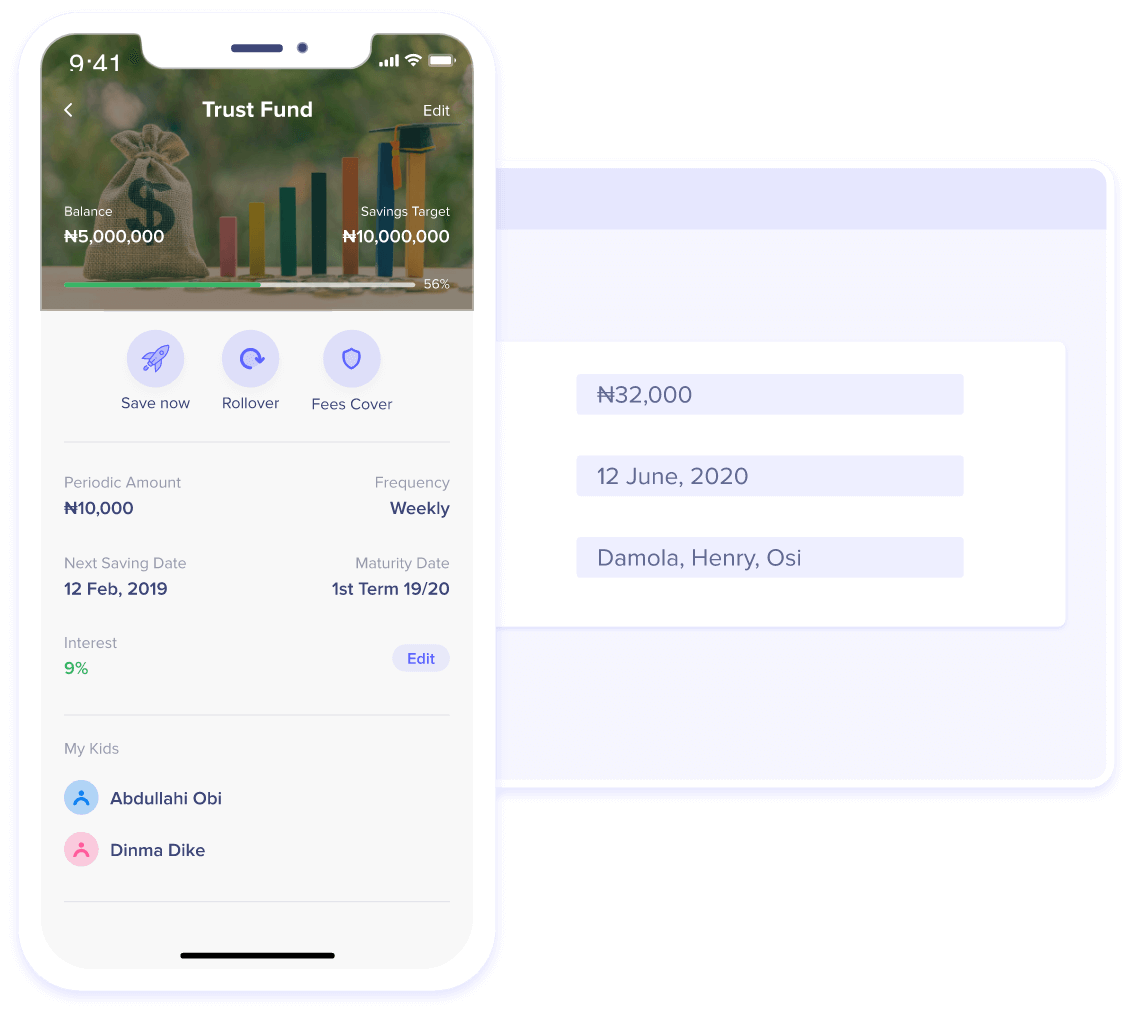 9:41
Trust Fund
Edit
$
Balance
Savings Target
₦5,000,000
₦10,000,000
56%
Save now
Rollover
Fees Cover
Periodic Amount
Frequency
₦10,000
Weekly
Next Saving Date
Maturity Date
12 Feb, 2019
1st Term 19/20
Interest
9%
Edit
My Kids
Abdullahi Obi
Dinma Dike
₦32,000
12 June, 2020
Damola, Henry, Osi